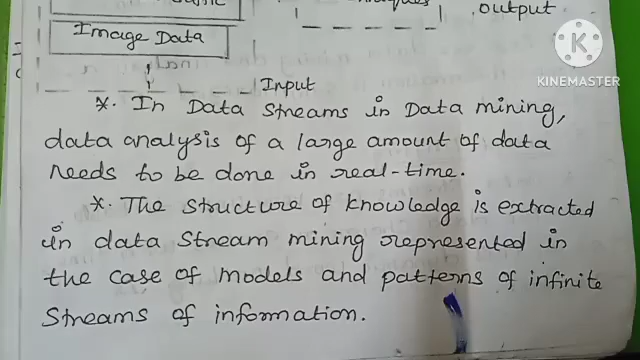 output
Image Data
Input
KINEMASTER
*. In Data Streams in Data mining,
data analysis of a large amount of data
needs to be done in real-time.
*. The structure of knowledge is extracted
in data stream mining represented in
the case of models and patterns of infinite
Streams of information.